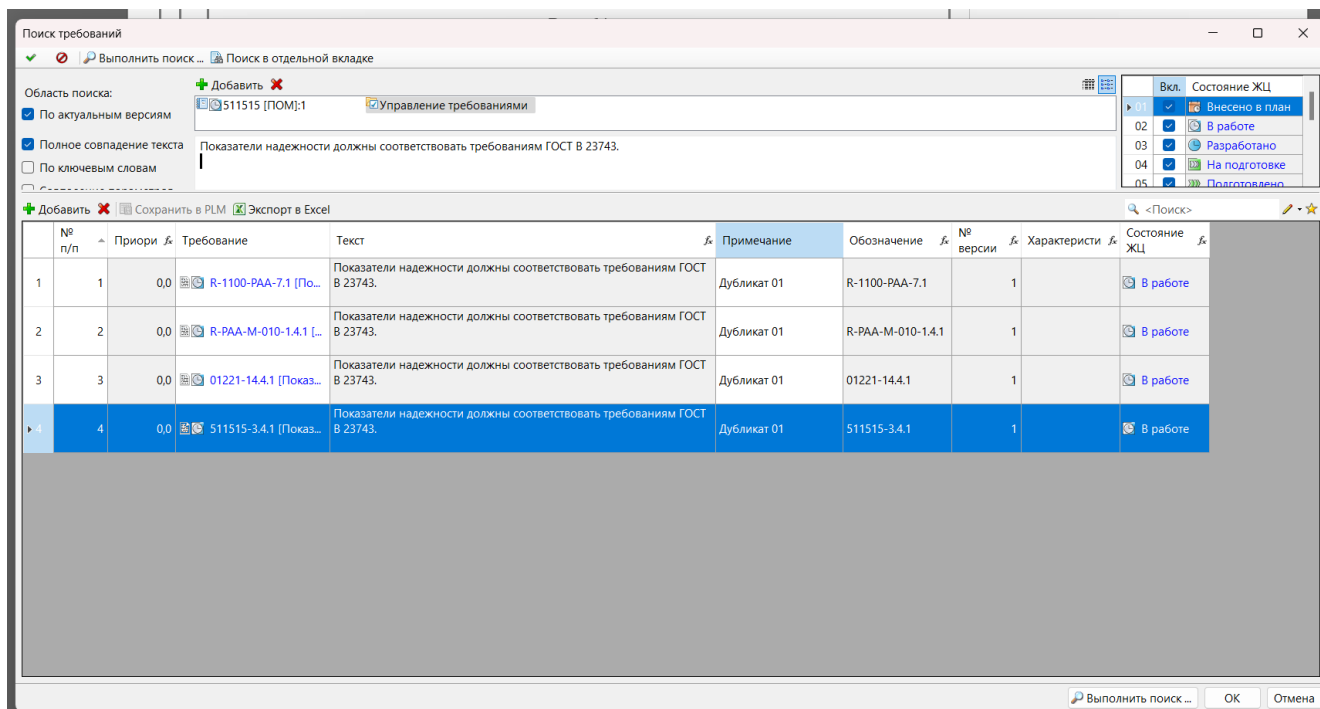 Поиск требований
Выполнить поиск ... Поиск в отдельной вкладке
Область поиска:
По актуальным версиям
Полное совпадение текста
По ключевым словам
Добавить
511515 [ПОМ]:1 Управление требованиями
Показатели надежности должны соответствовать требованиям ГОСТ В 23743.
Вкл. Состояние ЖЦ
01 Внесено в план
02 В работе
03 Разработано
04 На подготовке
05 Подготовлено
Добавить Сохранить в PLM Экспорт в Excel <Поиск>
№ п/п Приори fx Требование Текст fx Примечание Обозначение fx № версии fx Характеристи fx Состояние ЖЦ fx
1 1 0,0 R-1100-PAA-7.1 [По... Показатели надежности должны соответствовать требованиям ГОСТ
В 23743. Дубликат 01 R-1100-PAA-7.1 1 В работе
2 2 0,0 R-PAA-M-010-1.4.1 [... Показатели надежности должны соответствовать требованиям ГОСТ
В 23743. Дубликат 01 R-PAA-M-010-1.4.1 1 В работе
3 3 0,0 01221-14.4.1 [Показ... Показатели надежности должны соответствовать требованиям ГОСТ
В 23743. Дубликат 01 01221-14.4.1 1 В работе
4 4 0,0 511515-3.4.1 [Показ... Показатели надежности должны соответствовать требованиям ГОСТ
В 23743. Дубликат 01 511515-3.4.1 1 В работе
Выполнить поиск ... ОК Отмена